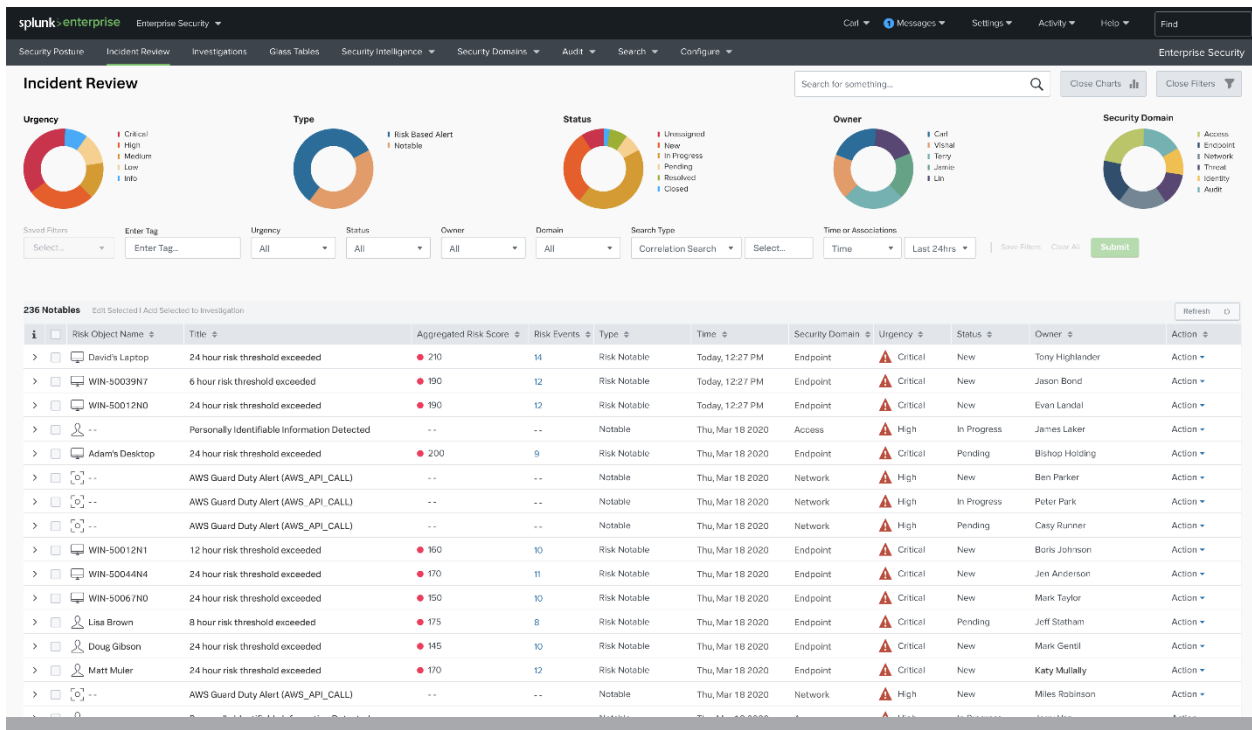 splunk>enterprise Enterprise Security Carl 1 Messages Settings Activity Help Find
Security Posture Incident Review Investigations Glass Tables Security Intelligence Security Domains Audit Search Configure Enterprise Security
Incident Review Search for something... Close Charts Close Filters
Urgency Type Status Owner Security Domain
Critical Risk Based Alert Unassigned Carl Access
High Notable New Vishal Endpoint
Medium In Progress Terry Network
Low Pending Jamie Threat
Info Resolved Lin Identity
Closed Audit
Saved Filters Enter Tag Urgency Status Owner Domain Search Type Time or Associations
Select... Enter Tag... All All All All Correlation Search Select... Time Last 24hrs | Save Filters Clear All Submit
236 Notables Edit Selected | Add Selected to Investigation Refresh
i Risk Object Name Title Aggregated Risk Score Risk Events Type Time Security Domain Urgency Status Owner Action
> David's Laptop 24 hour risk threshold exceeded 210 14 Risk Notable Today, 12:27 PM Endpoint Critical New Tony Highlander Action
> WIN-50039N7 6 hour risk threshold exceeded 190 12 Risk Notable Today, 12:27 PM Endpoint Critical New Jason Bond Action
> WIN-50012N0 24 hour risk threshold exceeded 190 12 Risk Notable Today, 12:27 PM Endpoint Critical New Evan Landal Action
> -- Personally Identifiable Information Detected -- -- Notable Thu, Mar 18 2020 Access High In Progress James Laker Action
> Adam's Desktop 24 hour risk threshold exceeded 200 9 Risk Notable Thu, Mar 18 2020 Endpoint Critical Pending Bishop Holding Action
> -- AWS Guard Duty Alert (AWS_API_CALL) -- -- Notable Thu, Mar 18 2020 Network High New Ben Parker Action
> -- AWS Guard Duty Alert (AWS_API_CALL) -- -- Notable Thu, Mar 18 2020 Network High In Progress Peter Park Action
> -- AWS Guard Duty Alert (AWS_API_CALL) -- -- Notable Thu, Mar 18 2020 Network High Pending Casy Runner Action
> WIN-50012N1 12 hour risk threshold exceeded 160 10 Risk Notable Thu, Mar 18 2020 Endpoint Critical New Boris Johnson Action
> WIN-50044N4 24 hour risk threshold exceeded 170 11 Risk Notable Thu, Mar 18 2020 Endpoint Critical New Jen Anderson Action
> WIN-50067N0 24 hour risk threshold exceeded 150 10 Risk Notable Thu, Mar 18 2020 Endpoint Critical New Mark Taylor Action
> Lisa Brown 8 hour risk threshold exceeded 175 8 Risk Notable Thu, Mar 18 2020 Endpoint Critical Pending Jeff Statham Action
> Doug Gibson 24 hour risk threshold exceeded 145 10 Risk Notable Thu, Mar 18 2020 Endpoint Critical New Mark Gentil Action
> Matt Muler 24 hour risk threshold exceeded 170 12 Risk Notable Thu, Mar 18 2020 Endpoint Critical New Katy Mullally Action
> -- AWS Guard Duty Alert (AWS_API_CALL) -- -- Notable Thu, Mar 18 2020 Network High New Miles Robinson Action